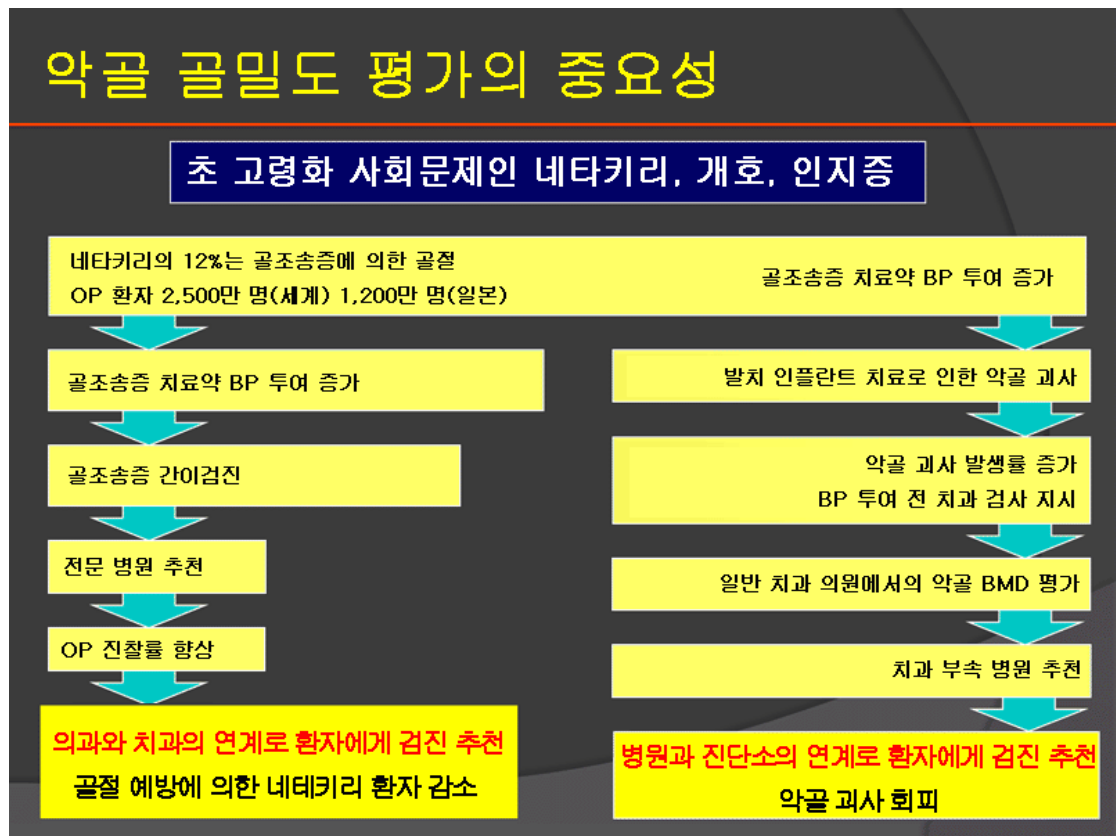 악골 골밀도 평가의 중요성
초 고령화 사회문제인 네타키리, 개호, 인지증
네타키리의 12%는 골조송증에 의한 골절
OP 환자 2,500만 명(세계) 1,200만 명(일본)
골조송증 치료약 BP 투여 증가
골조송증 치료약 BP 투여 증가
골조송증 간이검진
전문 병원 추천
OP 진찰률 향상
의과와 치과의 연계로 환자에게 검진 추천
골절 예방에 의한 네테키리 환자 감소
발치 임플란트 치료로 인한 악골 괴사
악골 괴사 발생률 증가
BP 투여 전 치과 검사 지시
일반 치과 의원에서의 악골 BMD 평가
치과 부속 병원 추천
병원과 진단소의 연계로 환자에게 검진 추천
악골 괴사 회피